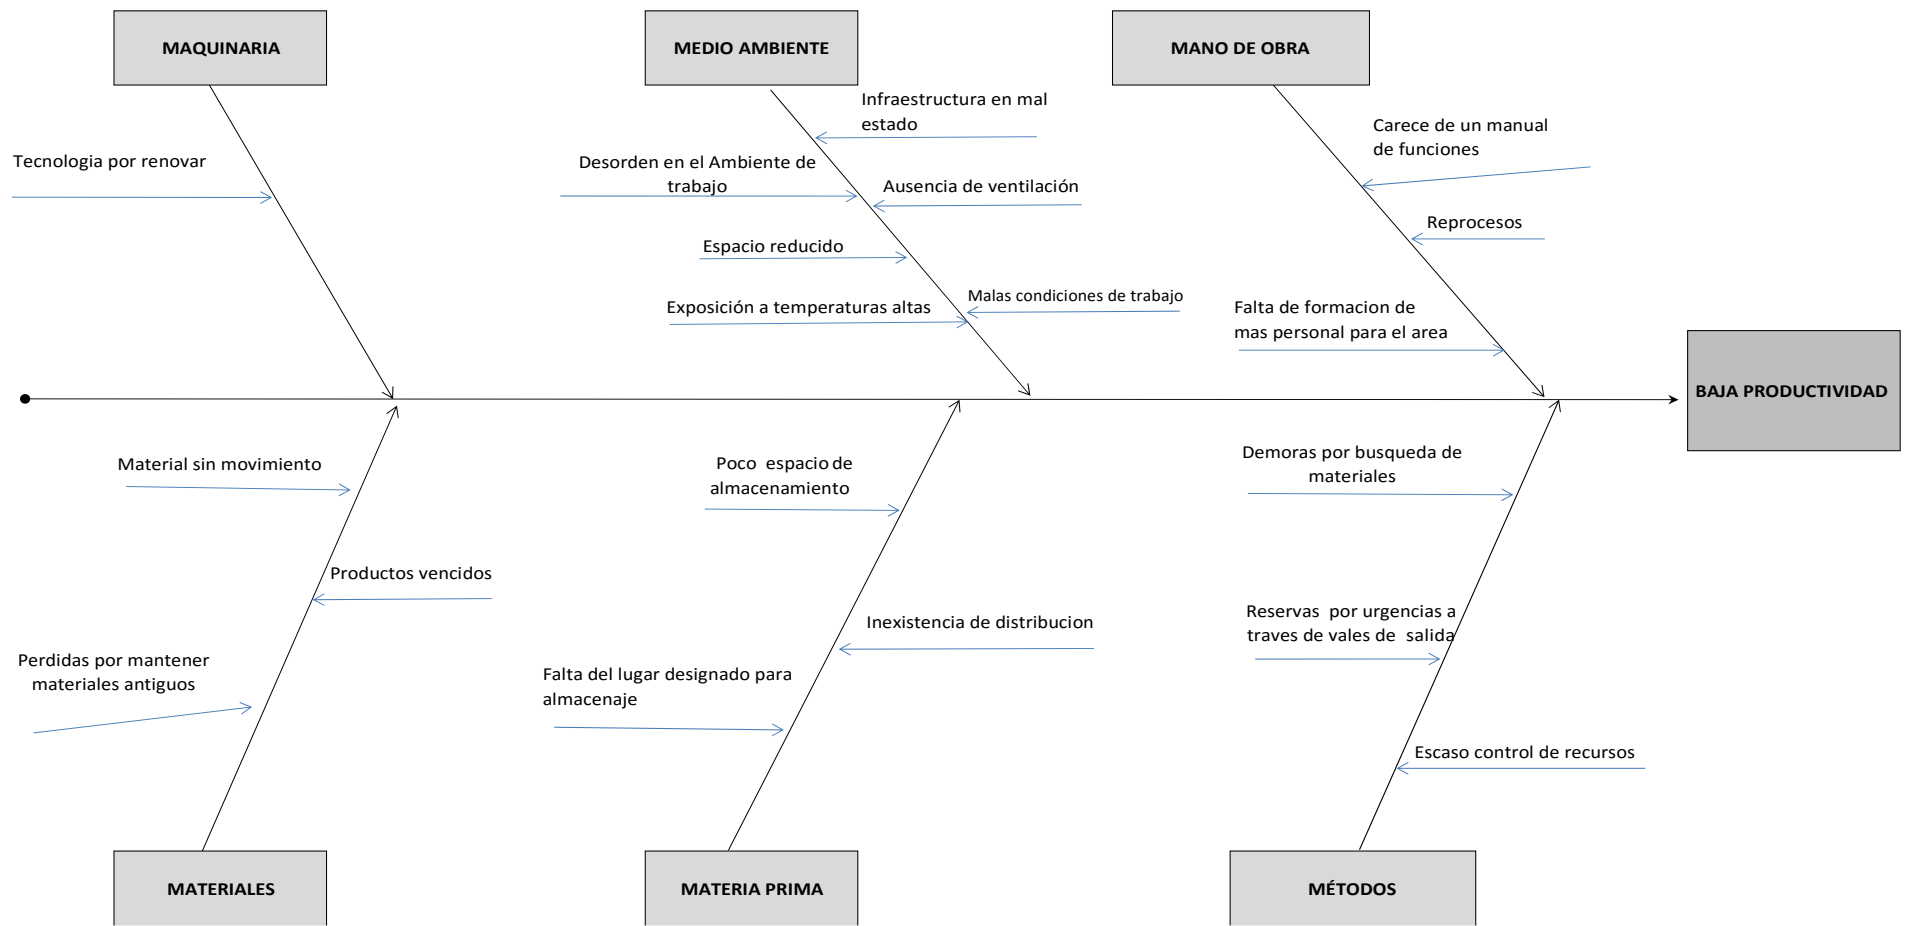 MAQUINARIA
MEDIO AMBIENTE
MANO DE OBRA
Tecnologia por renovar
Infraestructura en mal
estado
Desorden en el Ambiente de
trabajo
Ausencia de ventilación
Espacio reducido
Exposición a temperaturas altas
Malas condiciones de trabajo
Carece de un manual
de funciones
Reprocesos
Falta de formacion de
mas personal para el area
BAJA PRODUCTIVIDAD
Material sin movimiento
Productos vencidos
Perdidas por mantener
materiales antiguos
Poco espacio de
almacenamiento
Inexistencia de distribucion
Falta del lugar designado para
almacenaje
Demoras por busqueda de
materiales
Reservas por urgencias a
traves de vales de salida
Escaso control de recursos
MATERIALES
MATERIA PRIMA
MÉTODOS